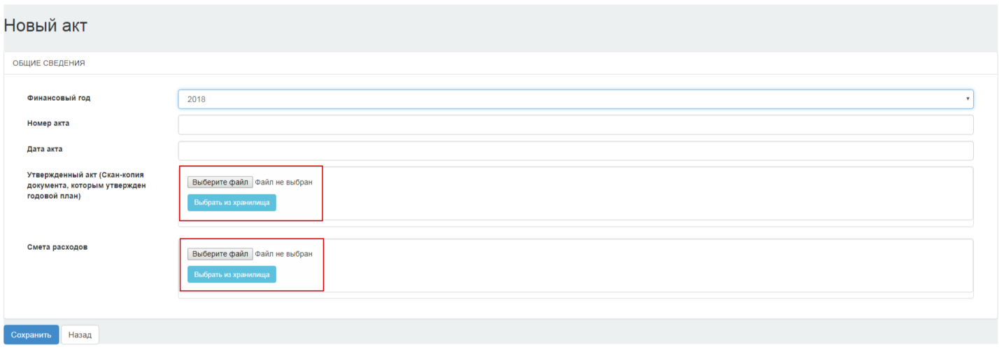 Новый акт
ОБЩИЕ СВЕДЕНИЯ
Финансовый год
2018
Номер акта
Дата акта
Утвержденный акт (Скан-копия
документа, которым утвержден
годовой план)
Выберите файл Файл не выбран
Выбрать из хранилища
Смета расходов
Выберите файл Файл не выбран
Выбрать из хранилища
Сохранить Назад